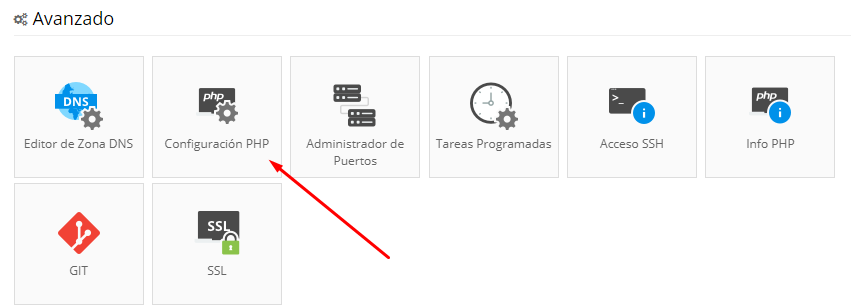 Avanzado
DNS
Editor de Zona DNS
php
Configuración PHP
Administrador de
Puertos
Tareas Programadas
>_
Acceso SSH
php
Info PHP
GIT
SSL
SSL